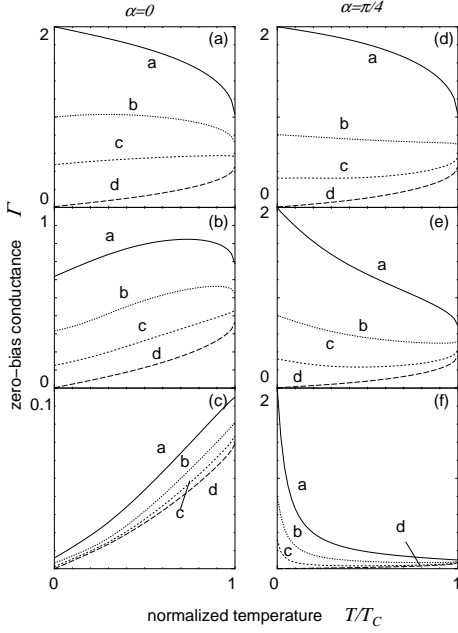 α=0
α=π/4
2
(a)
a
b
c
d
0
2
(d)
a
b
c
d
0
zero−bias conductance Γ
1
(b)
a
b
c
d
0
2
(e)
a
b
c
d
0
0.1
(c)
a
b
c
d
2
(f)
a
b
c
d
0
1
0
1
normalized temperature T/T_C